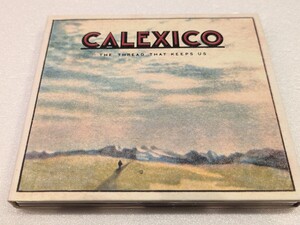 CALEXICO
THE THREAD THAT KEEPS US